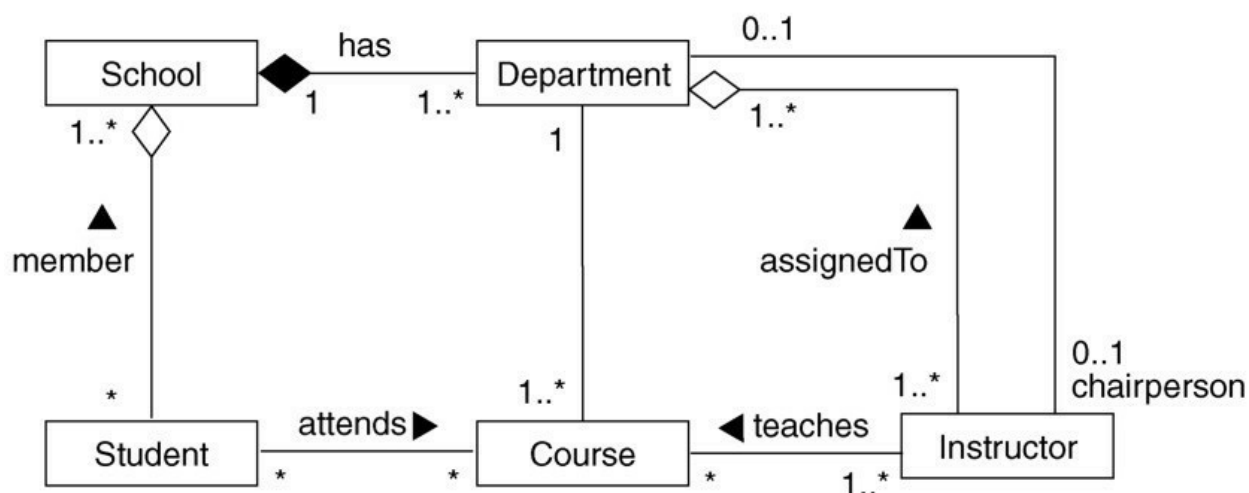 0..1
has
School
Department
1
1..*
1..*
1..*
1
member
assignedTo
0..1
chairperson
*
1..*
1..*
attends
teaches
Student
Course
Instructor
*
*
*
1..*